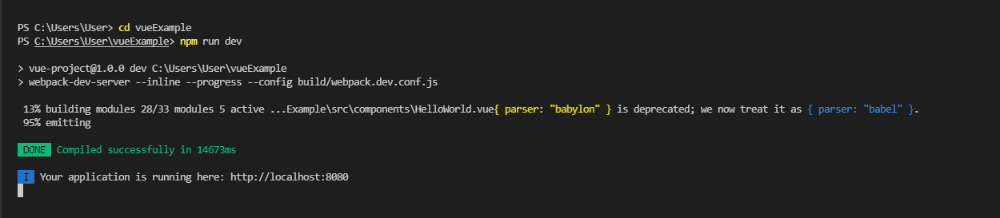 PS C:\Users\User> cd vueExample
PS C:\Users\User\vueExample> npm run dev
> vue-project@1.0.0 dev C:\Users\User\vueExample
> webpack-dev-server --inline --progress --config build/webpack.dev.conf.js
13% building modules 28/33 modules 5 active ...Example\src\components\HelloWorld.vue{ parser: "babylon" } is deprecated; we now treat it as { parser: "babel" }.
95% emitting
DONE Compiled successfully in 14673ms
I Your application is running here: http://localhost:8080